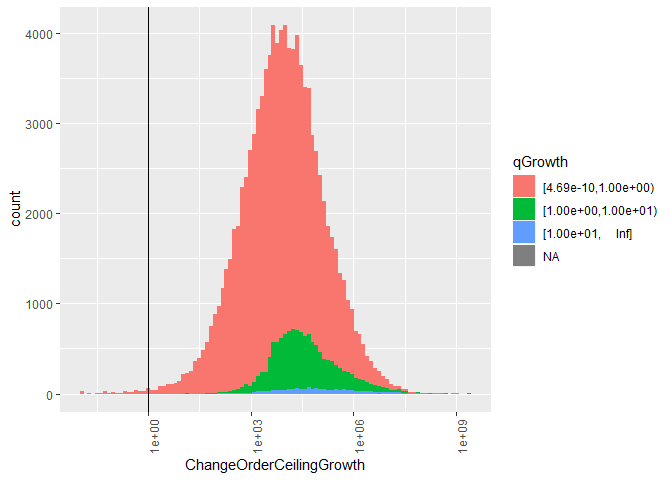 4000
3000
2000
1000
0
count
1e+00
1e+03
1e+06
1e+09
ChangeOrderCeilingGrowth
qGrowth
[4.69e-10,1.00e+00)
[1.00e+00,1.00e+01)
[1.00e+01,    Inf]
NA